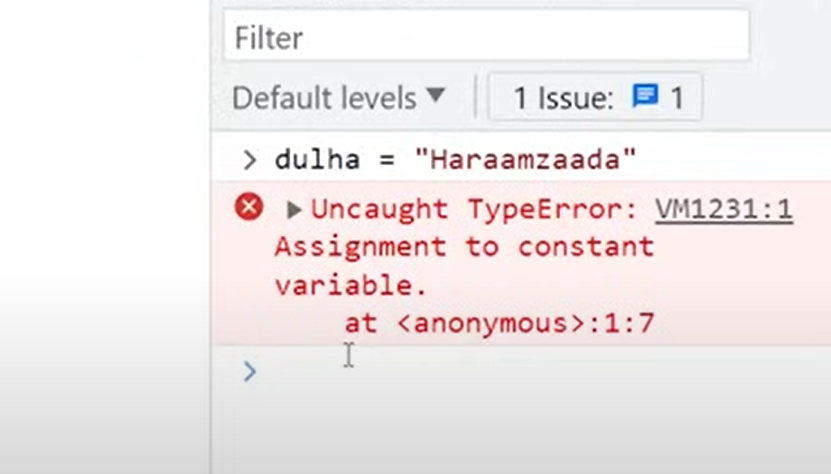 Filter
Default levels ▼ 1 Issue: 1
> dulha = "Haraamzaada"
▶ Uncaught TypeError: VM1231:1
Assignment to constant
variable.
at <anonymous>:1:7
>